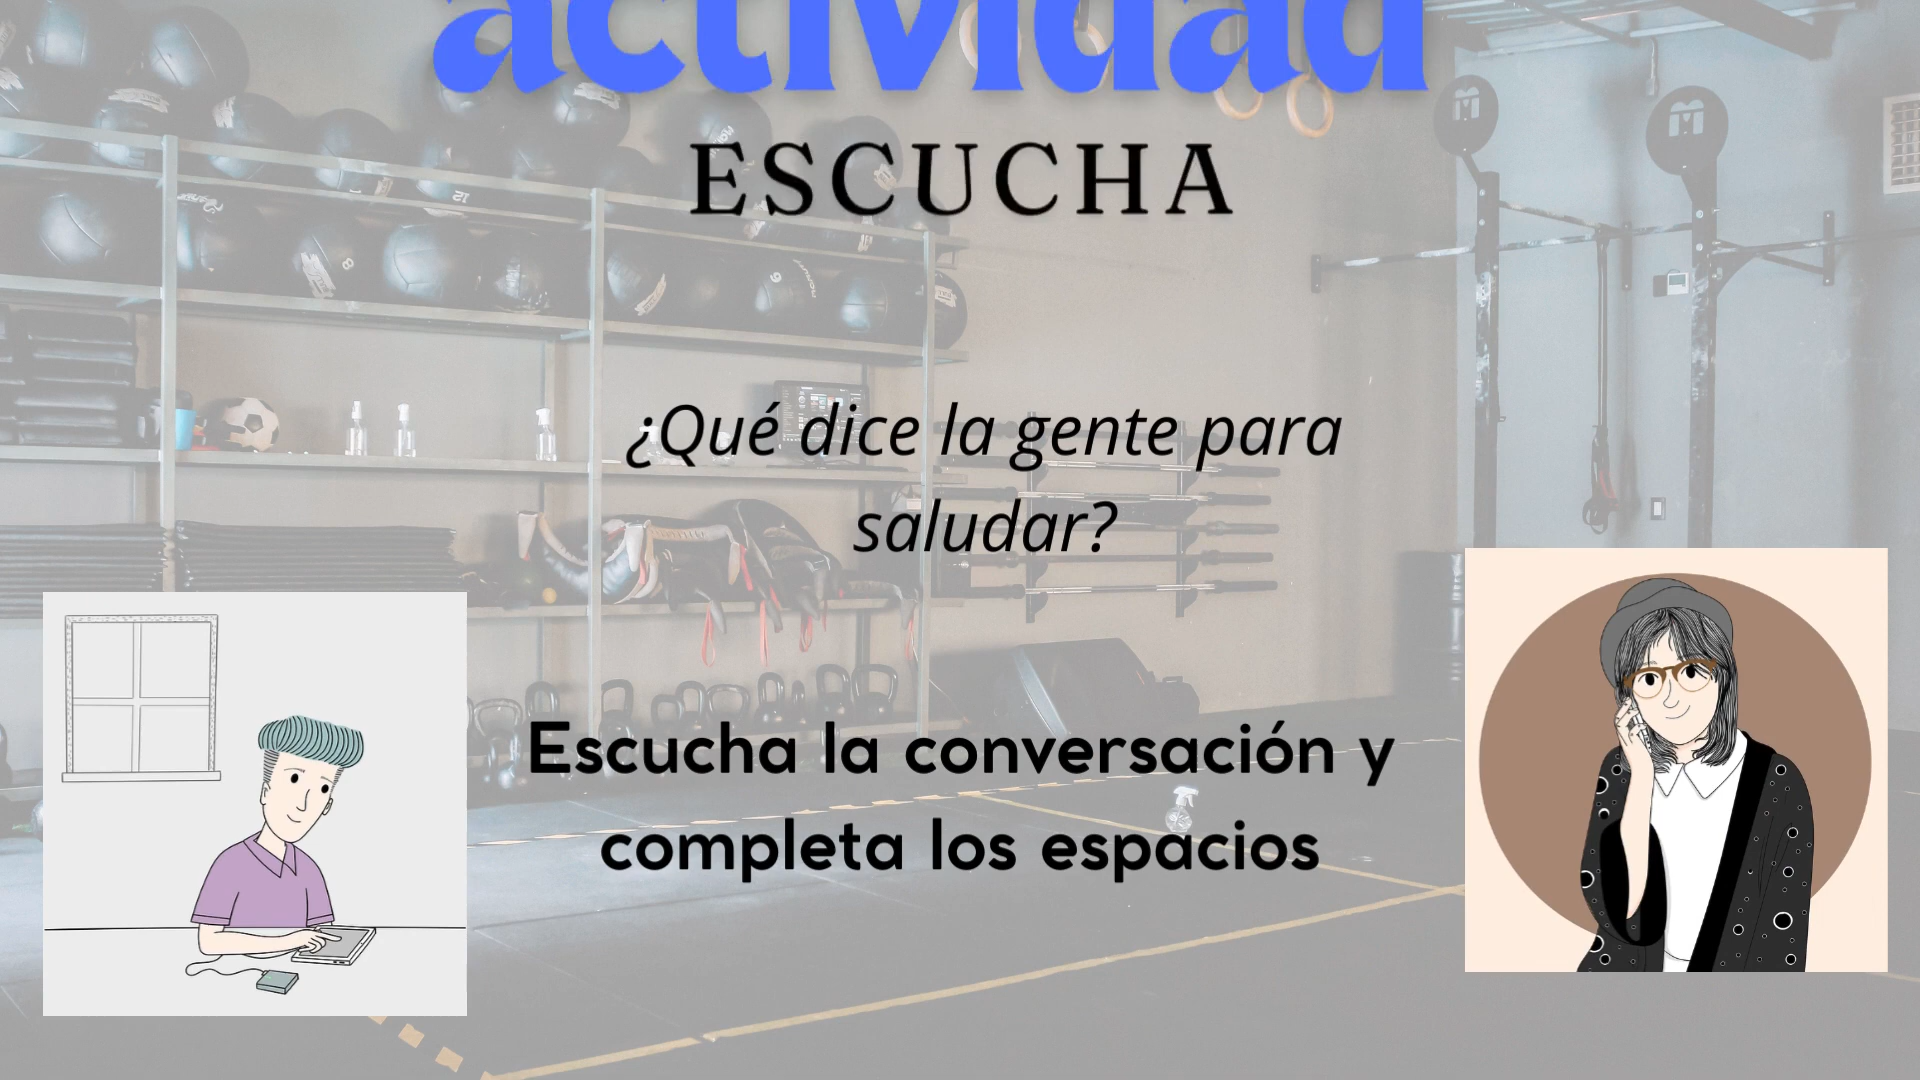 actividad
ESCUCHA
¿Qué dice la gente para
saludar?
Escucha la conversación y
completa los espacios